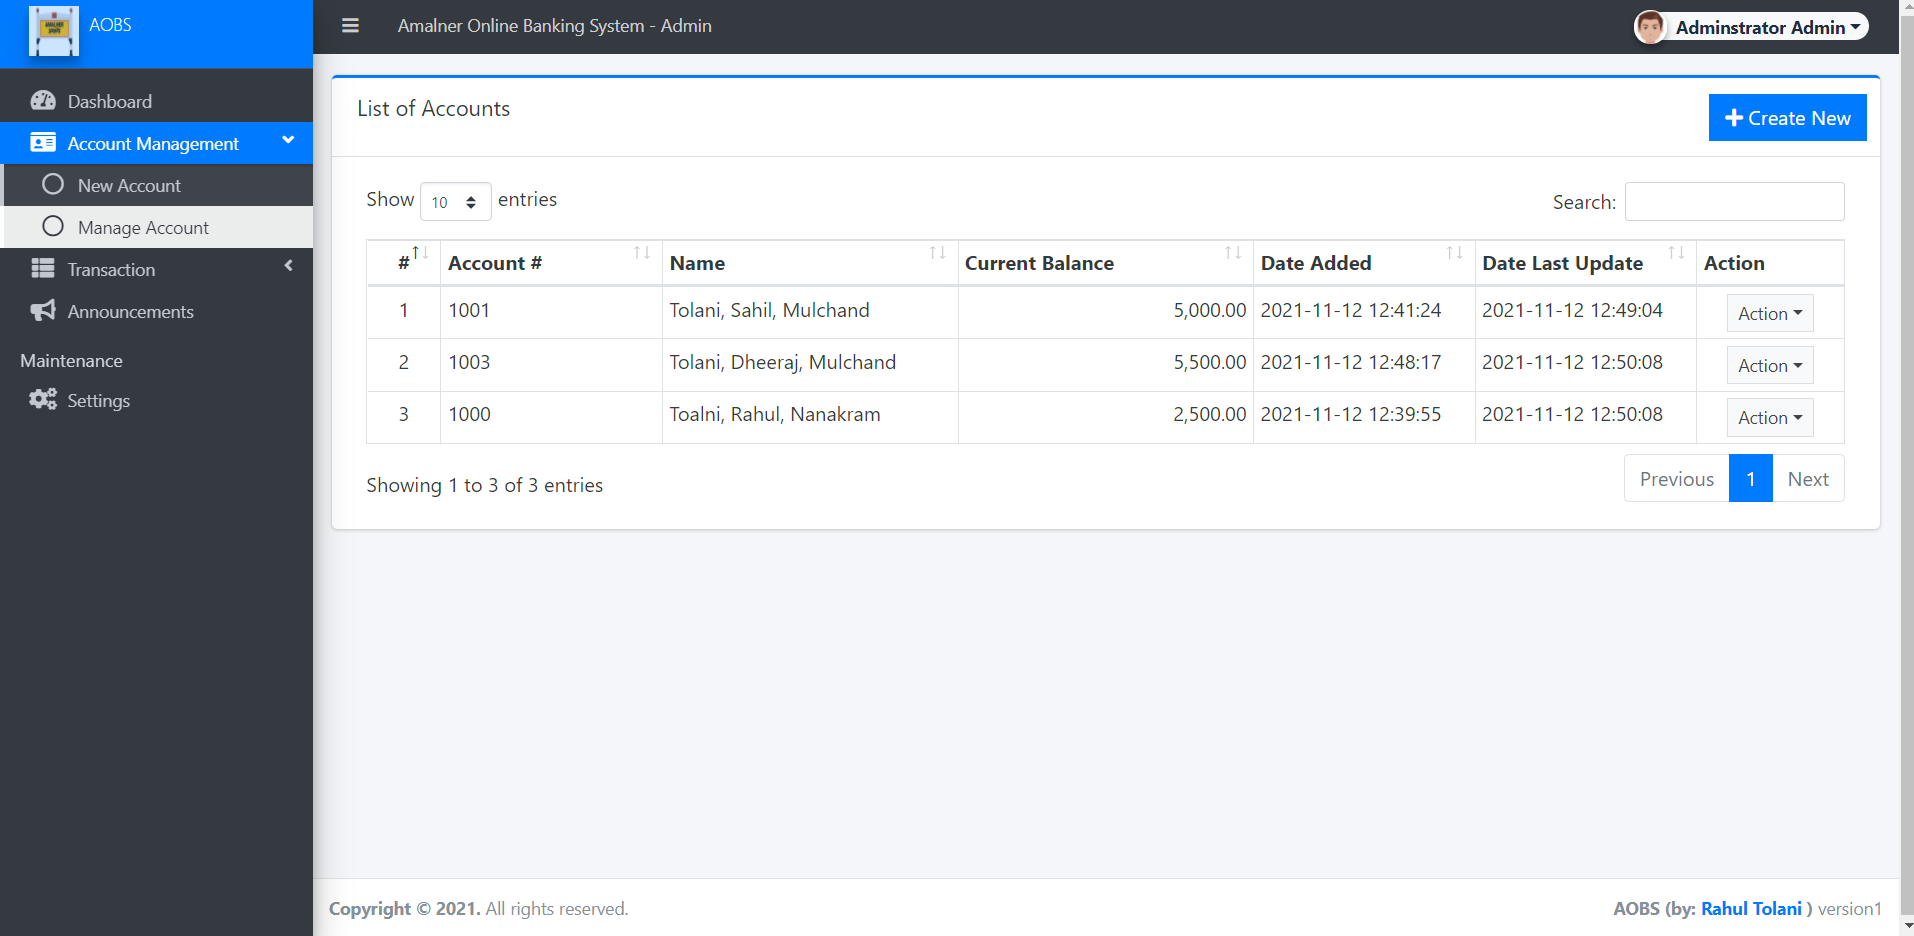 AOBS
Amalner Online Banking System - Admin
Adminstrator Admin
Dashboard
Account Management
New Account
Manage Account
Transaction
Announcements
Maintenance
Settings
List of Accounts
Create New
Show 10 entries
Search:
# Account # Name Current Balance Date Added Date Last Update Action
1 1001 Tolani, Sahil, Mulchand 5,000.00 2021-11-12 12:41:24 2021-11-12 12:49:04 Action
2 1003 Tolani, Dheeraj, Mulchand 5,500.00 2021-11-12 12:48:17 2021-11-12 12:50:08 Action
3 1000 Toalni, Rahul, Nanakram 2,500.00 2021-11-12 12:39:55 2021-11-12 12:50:08 Action
Showing 1 to 3 of 3 entries
Previous 1 Next
Copyright © 2021. All rights reserved.
AOBS (by: Rahul Tolani ) version1